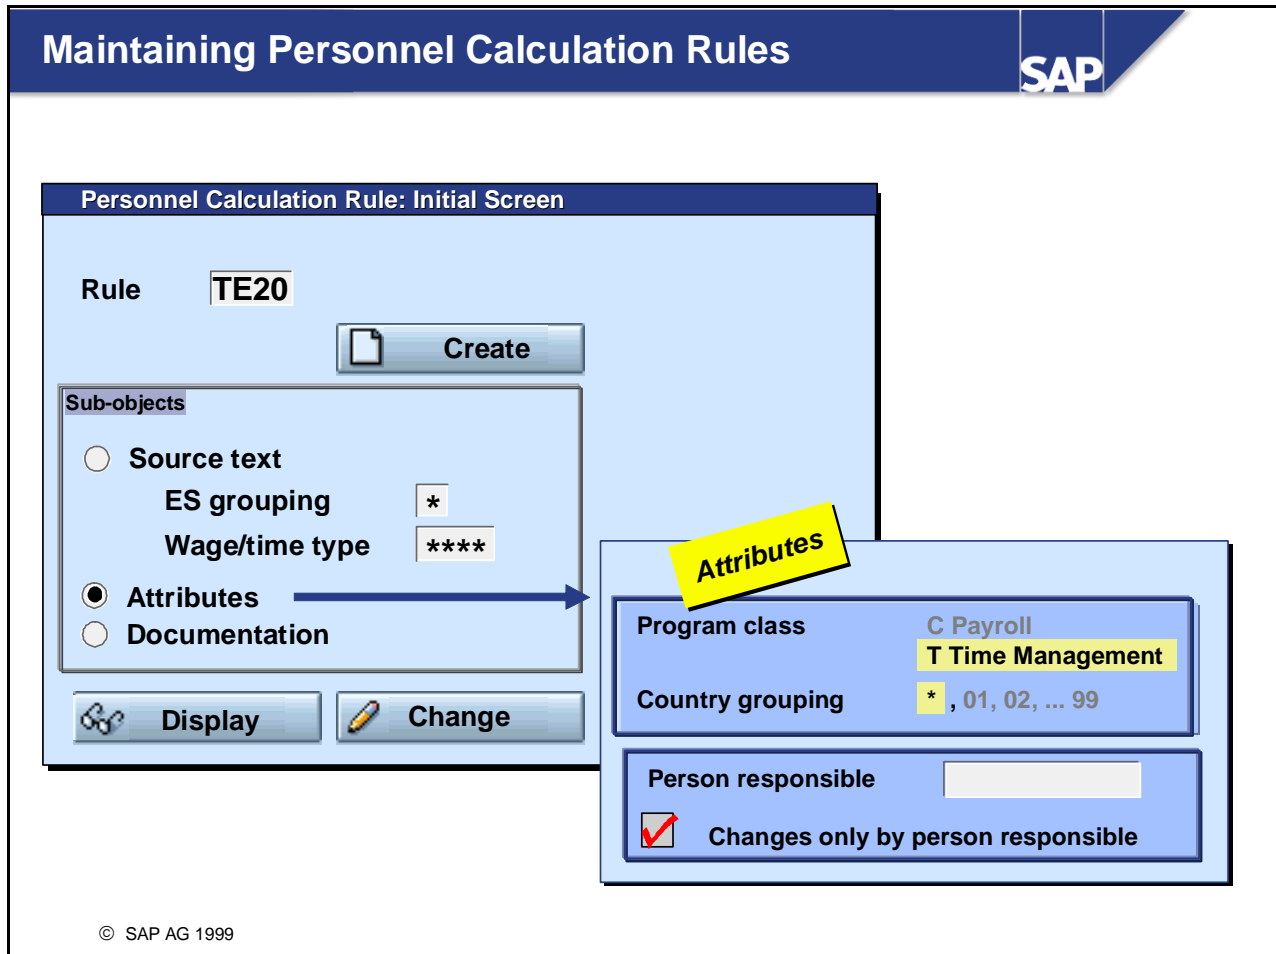 Maintaining Personnel Calculation Rules
SAP
Personnel Calculation Rule: Initial Screen
Rule TE20
Create
Sub-objects
Source text
ES grouping *
Wage/time type ****
Attributes
Documentation
Display Change
Attributes
Program class C Payroll
T Time Management
Country grouping * , 01, 02, ... 99
Person responsible
Changes only by person responsible
© SAP AG 1999